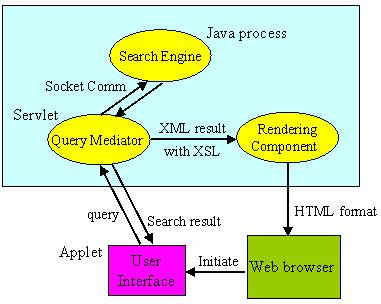 Java process
Search Engine
Socket Comm
Servlet
Query Mediator
XML result
with XSL
Rendering
Component
query
Search result
HTML format
Applet
User
Interface
Initiate
Web browser